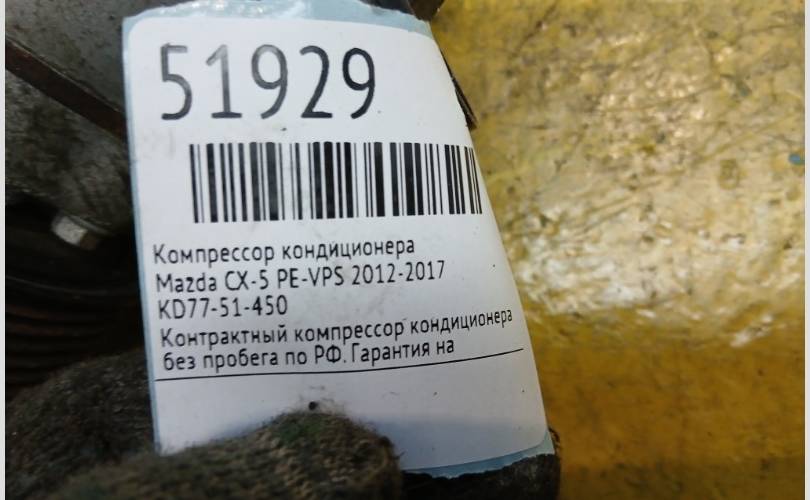 51929
Компрессор кондиционера
Mazda CX-5 PE-VPS 2012-2017
KD77-51-450
Контрактный компрессор кондиционера
без пробега по РФ. Гарантия на